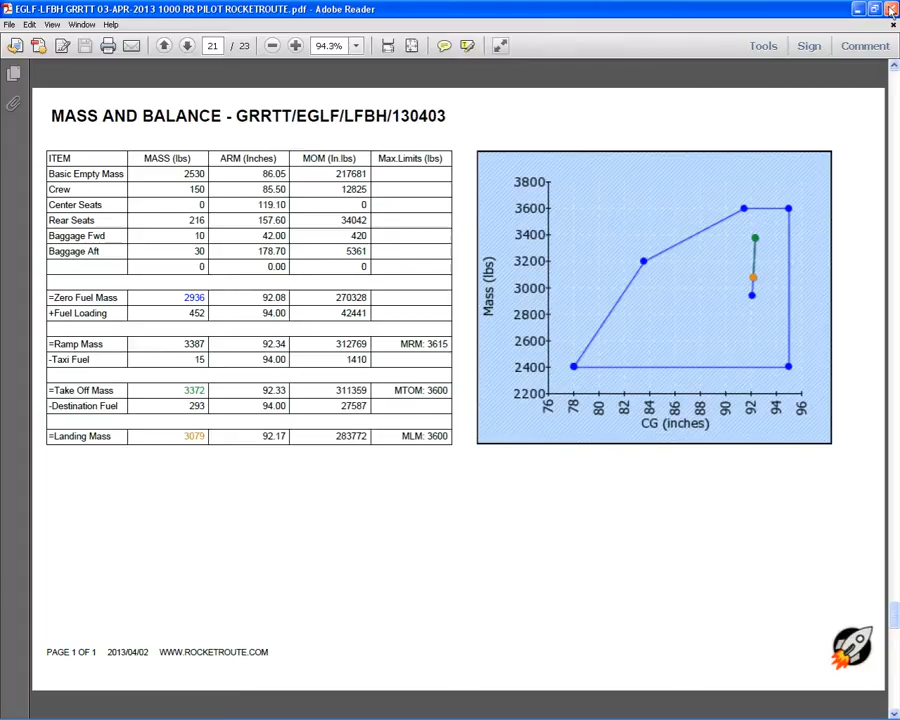 EGLF-LFBH GRRTT 03-APR-2013 1000 RR PILOT ROCKETROUTE.pdf - Adobe Reader
File Edit View Window Help
21 / 23 94.3% Tools Sign Comment
MASS AND BALANCE - GRRTT/EGLF/LFBH/130403
ITEM MASS (lbs) ARM (Inches) MOM (In.lbs) Max.Limits (lbs)
Basic Empty Mass 2530 86.05 217681
Crew 150 85.50 12825
Center Seats 0 119.10 0
Rear Seats 216 157.60 34042
Baggage Fwd 10 42.00 420
Baggage Aft 30 178.70 5361
0 0.00 0
=Zero Fuel Mass 2936 92.08 270328
+Fuel Loading 452 94.00 42441
=Ramp Mass 3387 92.34 312769 MRM: 3615
-Taxi Fuel 15 94.00 1410
=Take Off Mass 3372 92.33 311359 MTOM: 3600
-Destination Fuel 293 94.00 27587
=Landing Mass 3079 92.17 283772 MLM: 3600
Mass (lbs)
3800
3600
3400
3200
3000
2800
2600
2400
2200
76 78 80 82 84 86 88 90 92 94 96
CG (inches)
PAGE 1 OF 1 2013/04/02 WWW.ROCKETROUTE.COM